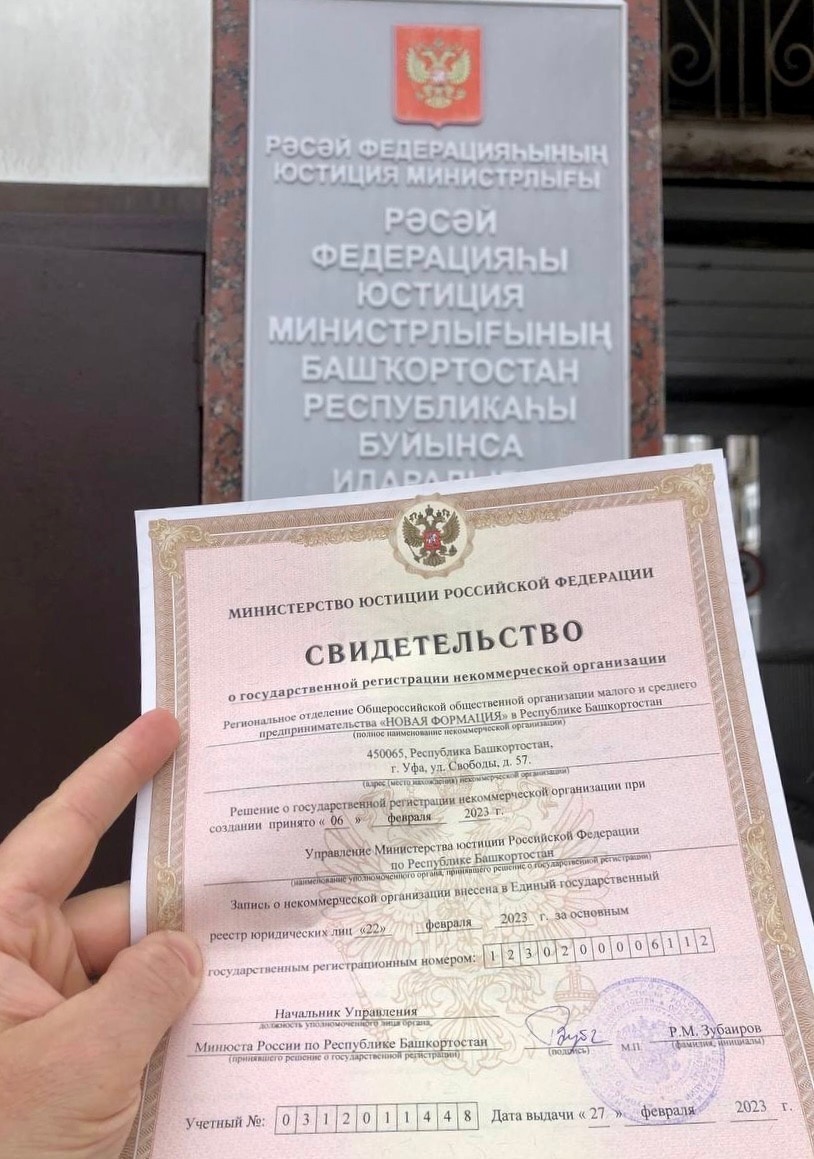 РӘСӘЙ ФЕДЕРАЦИЯҺЫНЫҢ
ЮСТИЦИЯ МИНИСТРЛЫҒЫ
РӘСӘЙ
ФЕДЕРАЦИЯҺЫ
ЮСТИЦИЯ
МИНИСТРЛЫҒЫНЫҢ
БАШҠОРТОСТАН
РЕСПУБЛИКАҺЫ
БУЙЫНСА
МИНИСТЕРСТВО ЮСТИЦИИ РОССИЙСКОЙ ФЕДЕРАЦИИ
СВИДЕТЕЛЬСТВО
о государственной регистрации некоммерческой организации
Региональное отделение Общероссийской общественной организации малого и среднего
предпринимательства «НОВАЯ ФОРМАЦИЯ» в Республике Башкортостан
(полное наименование некоммерческой организации)
450065, Республика Башкортостан,
г. Уфа, ул. Свободы, д. 57.
(адрес (место нахождения) некоммерческой организации)
Решение о государственной регистрации некоммерческой организации при
создании принято « 06 » февраля 2023 г.
Управление Министерства юстиции Российской Федерации
по Республике Башкортостан
(наименование уполномоченного органа, принявшего решение о государственной регистрации)
Запись о некоммерческой организации внесена в Единый государственный
реестр юридических лиц «22» февраля 2023 г. за основным
государственным регистрационным номером: 1230200006112
Начальник Управления
должность уполномоченного лица органа,
Минюста России по Республике Башкортостан
(принявшего решение о государственной регистрации)
(подпись)
М.П.
Р.М. Зубаиров
(фамилия, инициалы)
Учетный №: 0312011448 Дата выдачи « 27 » февраля 2023 г.